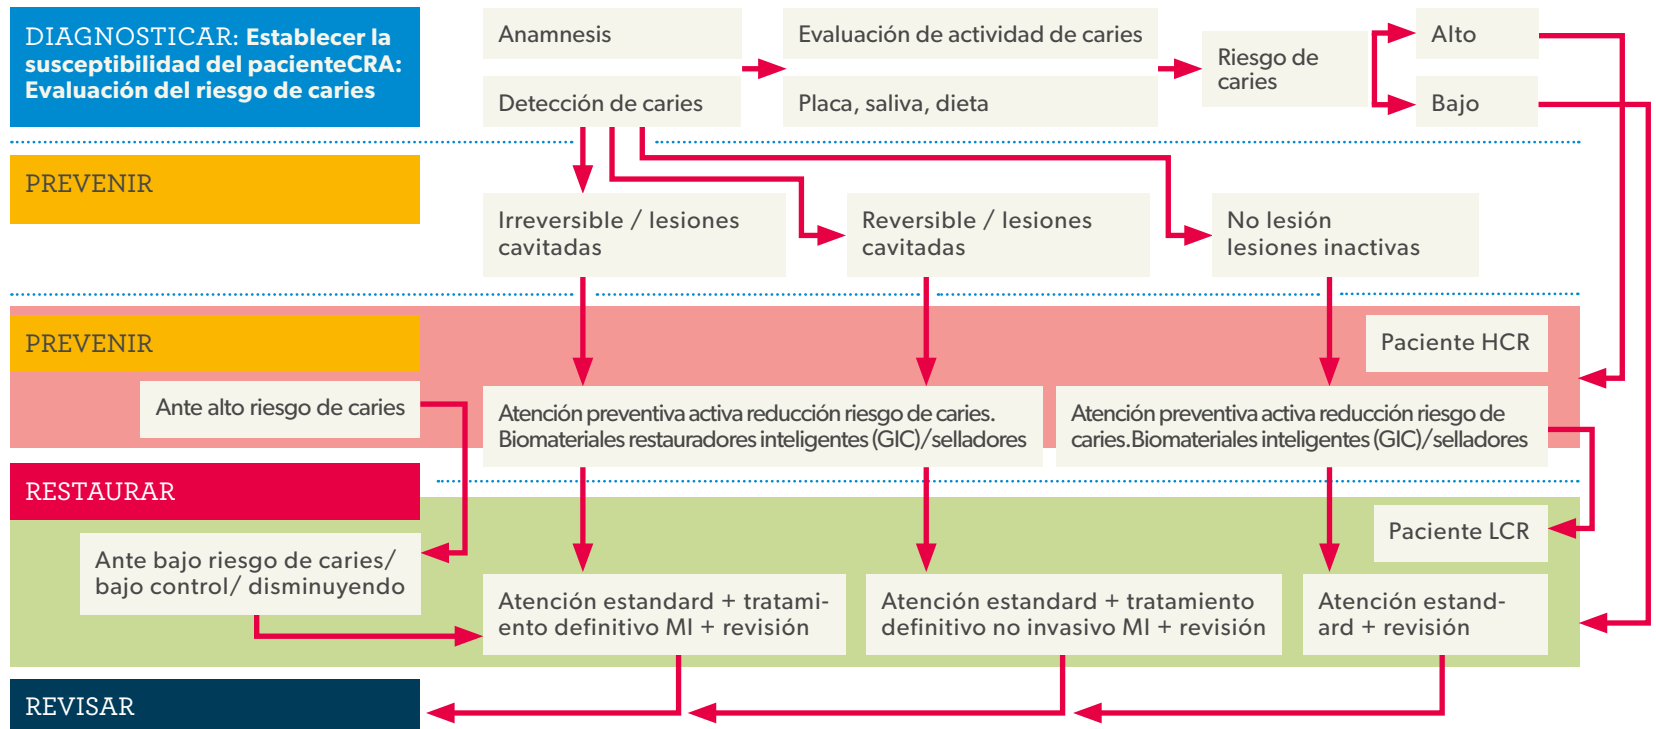 DIAGNOSTICAR: Establecer la
susceptibilidad del pacienteCRA:
Evaluación del riesgo de caries
Anamnesis
Detección de caries
Evaluación de actividad de caries
Placa, saliva, dieta
Riesgo de
caries
Alto
Bajo
PREVENIR
Irreversible / lesiones
cavitadas
Reversible / lesiones
cavitadas
No lesión
lesiones inactivas
PREVENIR
Paciente HCR
Ante alto riesgo de caries
Atención preventiva activa reducción riesgo de caries.
Biomateriales restauradores inteligentes (GIC)/selladores
Atención preventiva activa reducción riesgo de
caries.Biomateriales inteligentes (GIC)/selladores
RESTAURAR
Paciente LCR
Ante bajo riesgo de caries/
bajo control/ disminuyendo
Atención estandard + tratami-
ento definitivo MI + revisión
Atención estandard + tratamiento
definitivo no invasivo MI + revisión
Atención estand-
ard + revisión
REVISAR